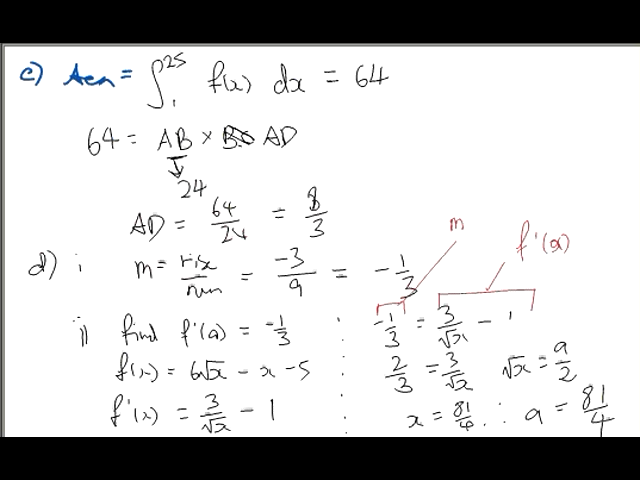 c) Area = ∫₁²⁵ f(x) dx = 64
64 = AB × AD
24
AD = 64/24 = 8/3
d) i m = rise/run = -3/9 = -1/3
m
f'(x)
ii) find f'(a) = -1/3 : -1/3 = 3/√x - 1
f(x) = 6√x - x - 5 : 2/3 = 3/√x √x = 9/2
f'(x) = 3/√x - 1 : x = 81/4 ∴ a = 81/4